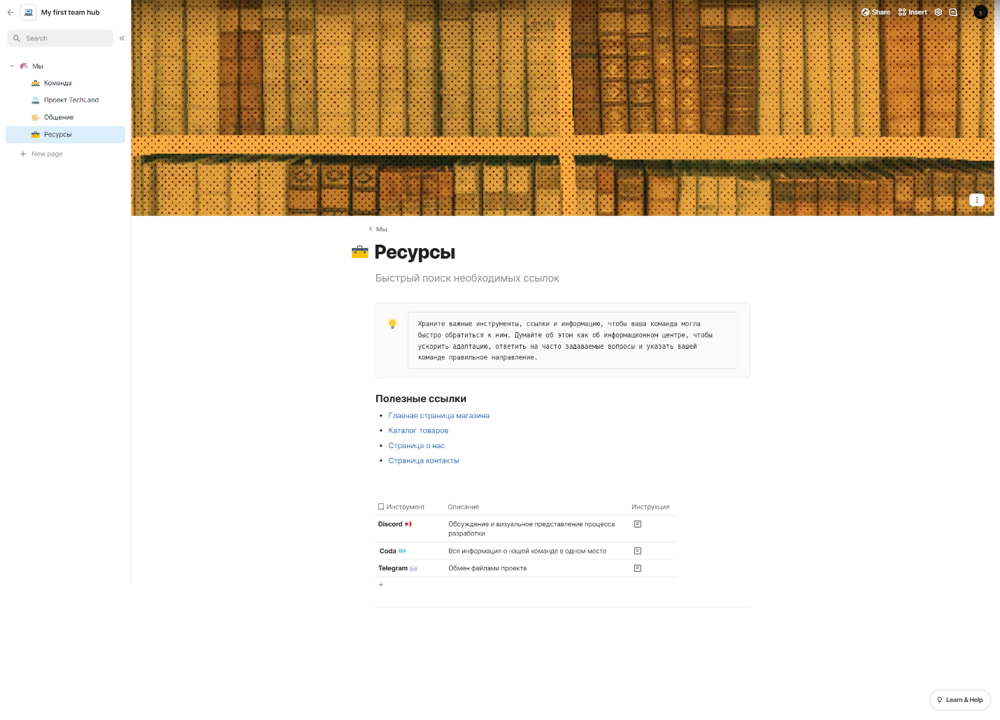 My first team hub
Share
Insert
Search
Мы
Команда
Проект TechLand
Общение
Ресурсы
New page
Мы
Ресурсы
Быстрый поиск необходимых ссылок
Храните важные инструменты, ссылки и информацию, чтобы ваша команда могла
быстро обратиться к ним. Думайте об этом как об информационном центре, чтобы
ускорить адаптацию, ответить на часто задаваемые вопросы и указать вашей
команде правильное направление.
Полезные ссылки
Главная страница магазина
Каталог товаров
Страница о нас
Страница контакты
Инструмент Описание Инструкция
Discord Обсуждение и визуальное представление процесса
разработки
Coda Вся информация о нашей команде в одном месте
Telegram Обмен файлами проекта
Learn & Help